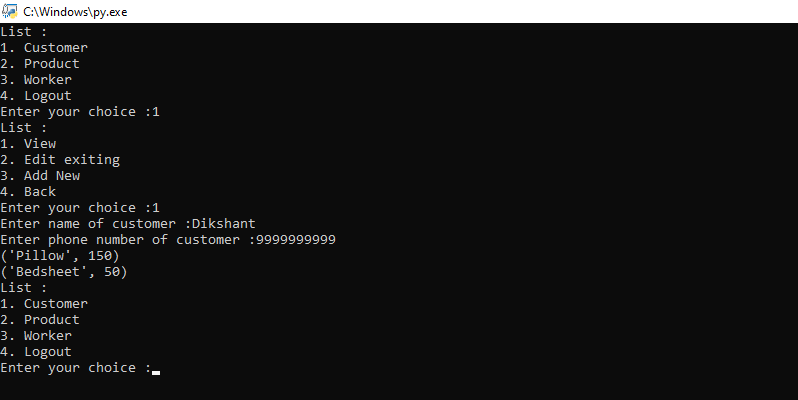 C:\Windows\py.exe
List :
1. Customer
2. Product
3. Worker
4. Logout
Enter your choice :1
List :
1. View
2. Edit exiting
3. Add New
4. Back
Enter your choice :1
Enter name of customer :Dikshant
Enter phone number of customer :9999999999
('Pillow', 150)
('Bedsheet', 50)
List :
1. Customer
2. Product
3. Worker
4. Logout
Enter your choice :